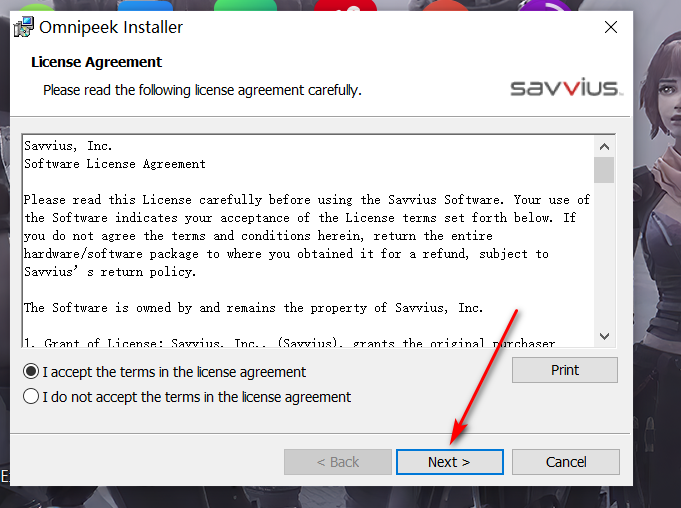 Omnipeek Installer
License Agreement
Please read the following license agreement carefully.
savvius
Savvius, Inc.
Software License Agreement
Please read this License carefully before using the Savvius Software. Your use of
the Software indicates your acceptance of the License terms set forth below. If
you do not agree the terms and conditions herein, return the entire
hardware/software package to where you obtained it for a refund, subject to
Savvius’s return policy.
The Software is owned by and remains the property of Savvius, Inc.
1. Grant of License: Savvius, Inc., (Savvius), grants the original purchaser
I accept the terms in the license agreement
Print
I do not accept the terms in the license agreement
E
< Back
Next >
Cancel